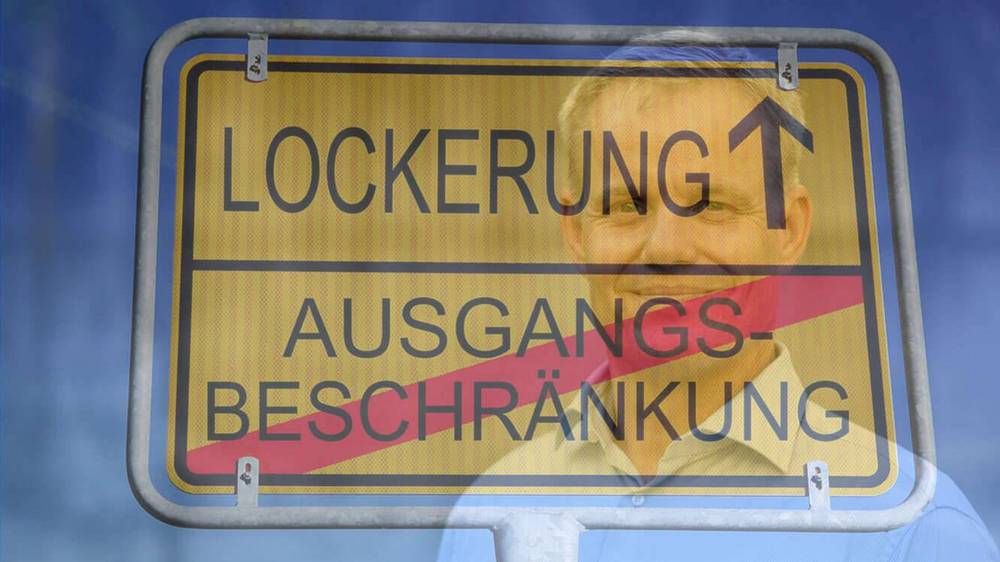 LOCKERUNG
AUSGANGS-
BESCHRÄNKUNG